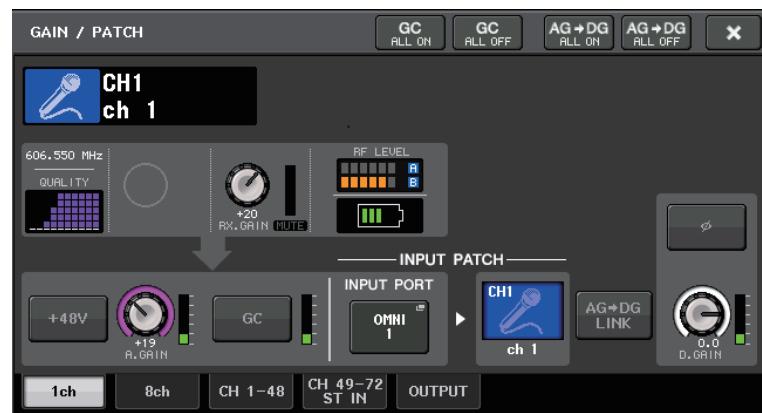 GAIN / PATCH
GC
ALL ON
GC
ALL OFF
AG→DG
ALL ON
AG→DG
ALL OFF
CH1
ch 1
606.550 MHz
QUALITY
+20
RX.GAIN MUTE
RF LEVEL
A
B
INPUT PATCH
+48V
+19
A.GAIN
GC
INPUT PORT
OMNI
1
CH1
ch 1
AG→DG
LINK
ø
0.0
D.GAIN
1ch
8ch
CH 1-48
CH 49-72
ST IN
OUTPUT